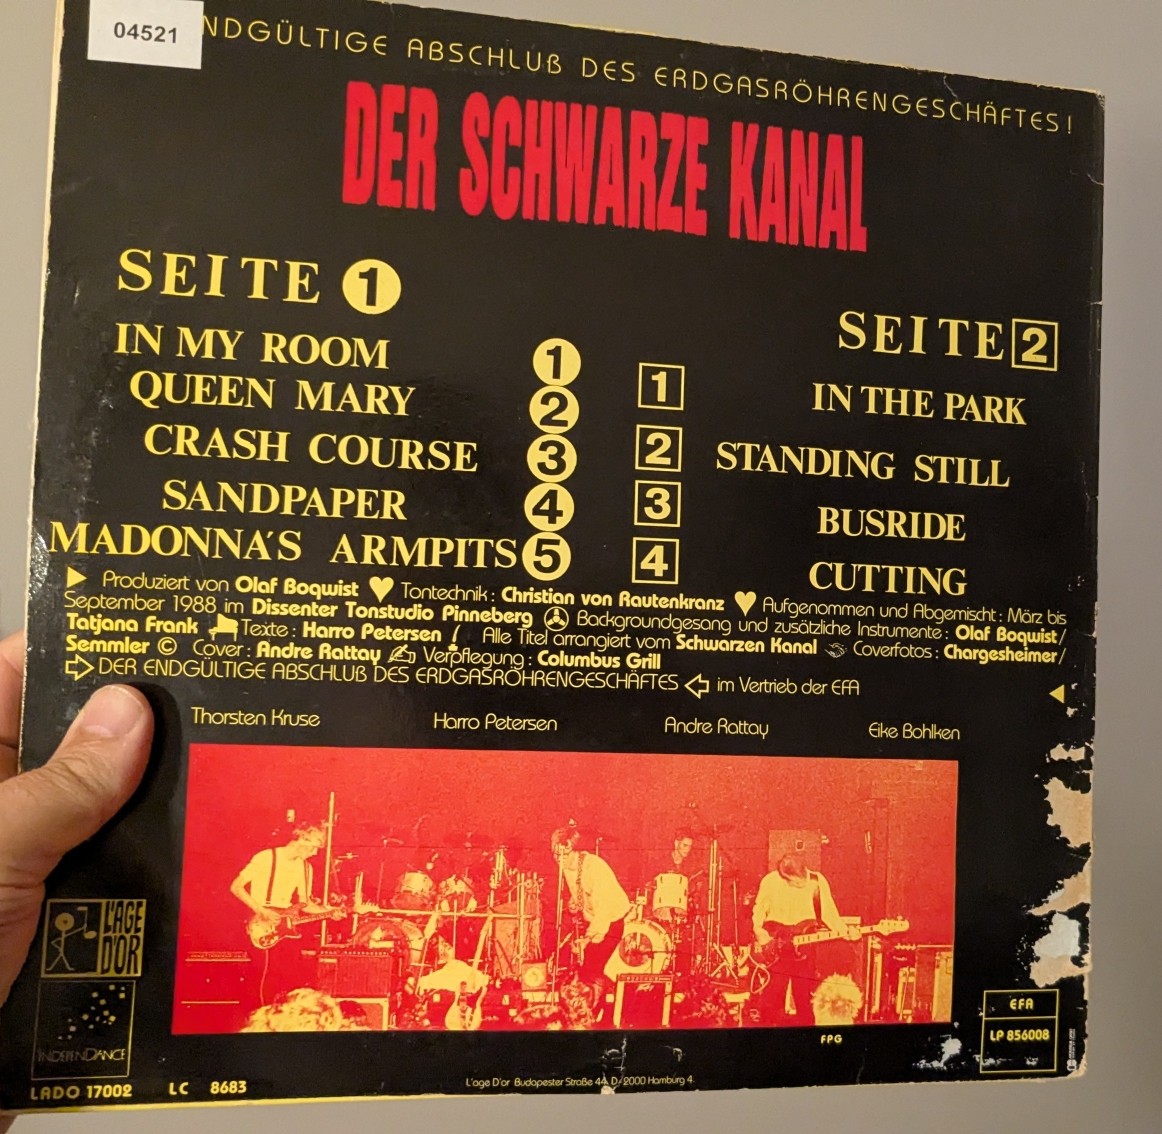 04521
NDGÜLTIGE ABSCHLUß DES ERDGASRÖHRENGESCHÄFTES!
DER SCHWARZE KANAL
SEITE 1
IN MY ROOM 1
QUEEN MARY 2
CRASH COURSE 3
SANDPAPER 4
MADONNA´S ARMPITS 5
SEITE 2
1 IN THE PARK
2 STANDING STILL
3 BUSRIDE
4 CUTTING
Produziert von Olaf Boqwist Tontechnik: Christian von Rautenkranz Aufgenommen und Abgemischt: März bis
September 1988 im Dissenter Tonstudio Pinneberg Backgroundgesang und zusätzliche Instrumente: Olaf Boqwist/
Tatjana Frank Texte: Harro Petersen Alle Titel arrangiert vom Schwarzen Kanal Coverfotos: Chargesheimer/
Semmler © Cover: Andre Rattay Verpflegung: Columbus Grill
DER ENDGÜLTIGE ABSCHLUß DES ERDGASRÖHRENGESCHÄFTES im Vertrieb der EFA
Thorsten Kruse Harro Petersen Andre Rattay Eike Bohlken
L'AGE
D'OR
INDEPENDANCE
FPG
EFA
LP 856008
LADO 17002 LC 8683
L'age D'or Budapester Straße 44 D-2000 Hamburg 4